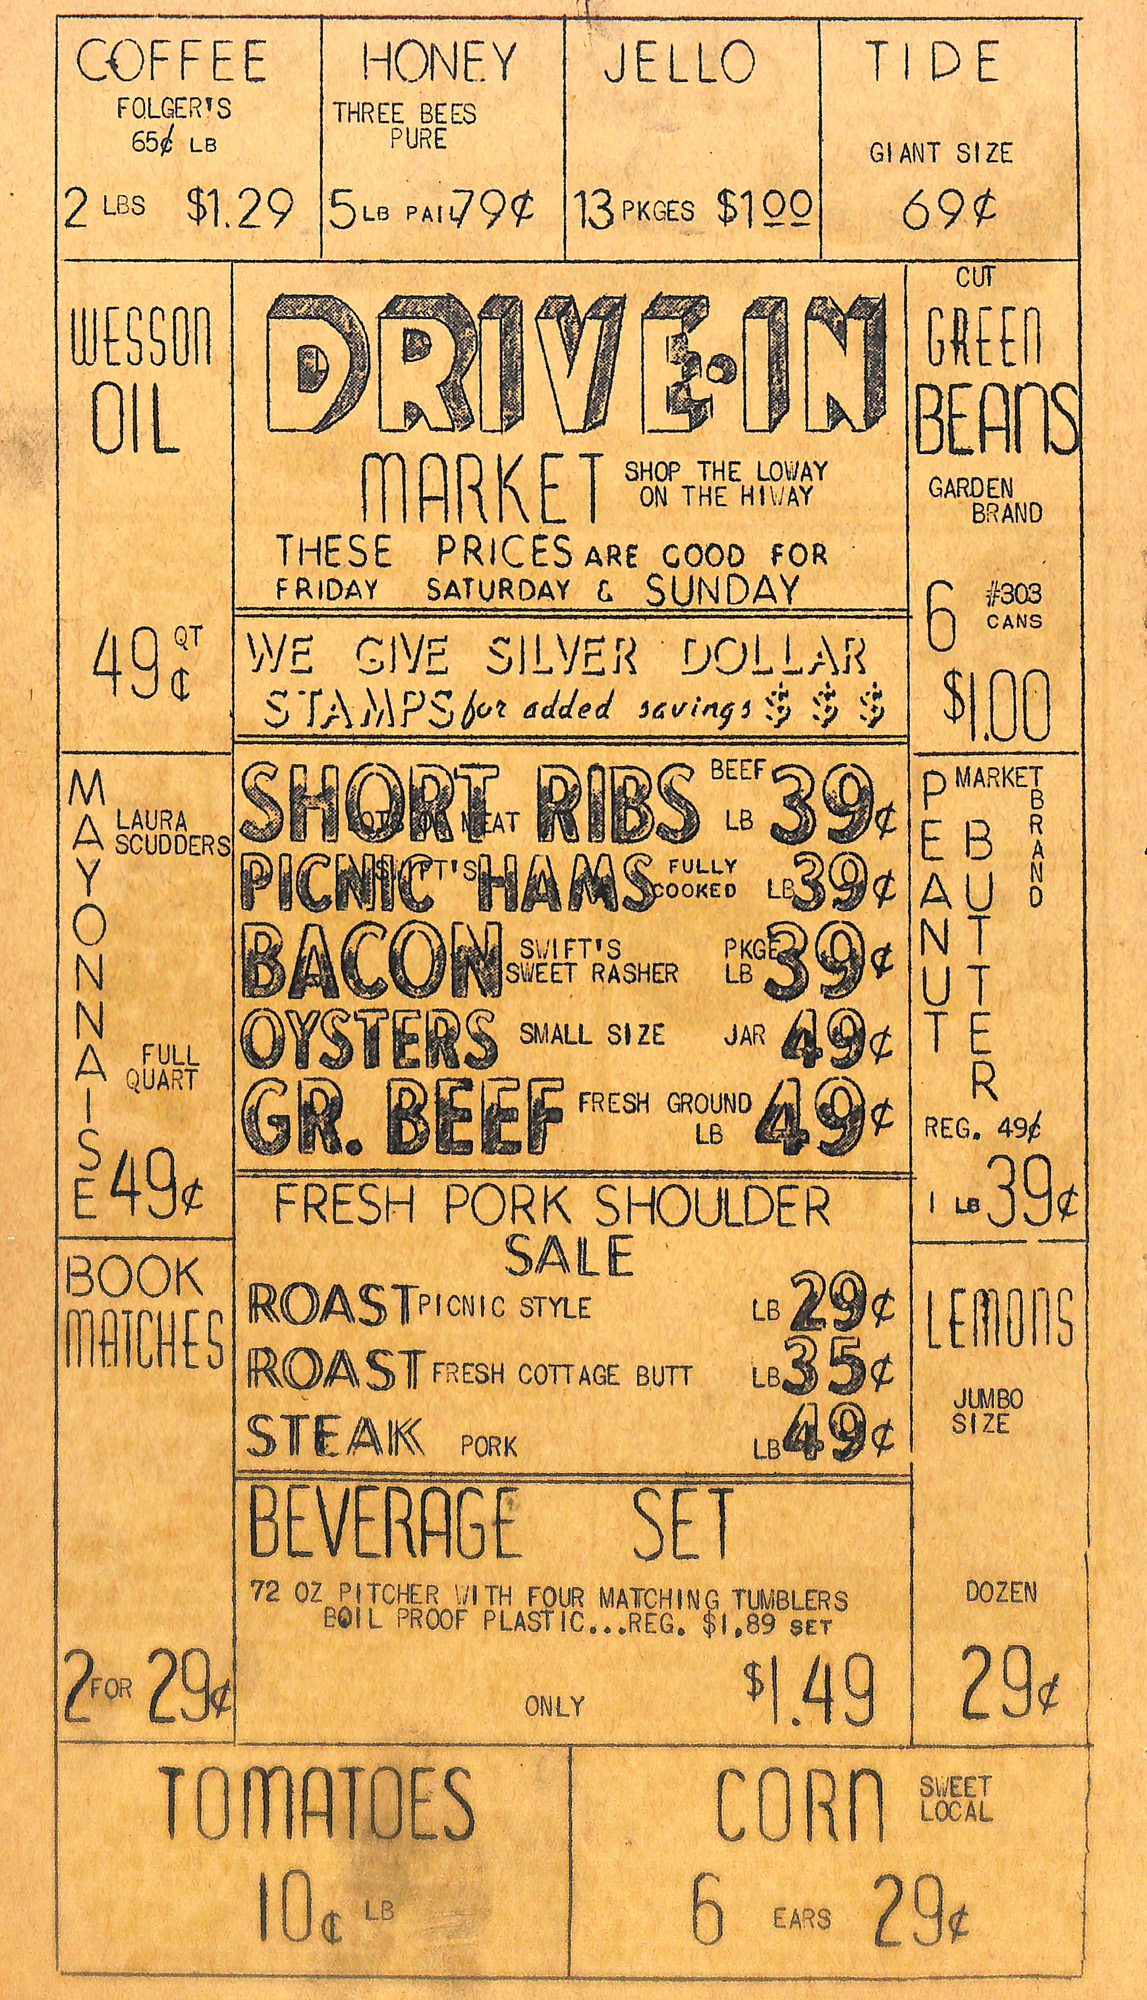 COFFEE
FOLGER'S
65¢ LB
2 LBS $1.29
HONEY
THREE BEES
PURE
5 LB PAIL 79¢
JELLO
13 PKGES $1.00
TIDE
GIANT SIZE
69¢
WESSON
OIL
49¢ QT
DRIVE-IN
MARKET
SHOP THE LOWAY
ON THE HIWAY
THESE PRICES ARE GOOD FOR
FRIDAY SATURDAY & SUNDAY
WE GIVE SILVER DOLLAR
STAMPS for added savings $ $ $
CUT
GREEN
BEANS
GARDEN
BRAND
6 #303
CANS
$1.00
MAYONNAISE
LAURA
SCUDDERS
FULL
QUART
49¢
SHORT RIBS BEEF LB 39¢
PICNIC HAMS FULLY
COOKED LB 39¢
BACON SWIFT'S
SWEET RASHER
PKGE
LB 39¢
OYSTERS SMALL SIZE JAR 49¢
GR. BEEF FRESH GROUND
LB 49¢
PEANUT
BUTTER
MARKET
BRAND
REG. 49¢
1 LB 39¢
FRESH PORK SHOULDER
SALE
ROAST PICNIC STYLE LB 29¢
ROAST FRESH COTTAGE BUTT LB 35¢
STEAK PORK LB 49¢
BOOK
MATCHES
2 FOR 29¢
BEVERAGE SET
72 OZ PITCHER WITH FOUR MATCHING TUMBLERS
BOIL PROOF PLASTIC...REG. $1.89 SET
ONLY $1.49
LEMONS
JUMBO
SIZE
DOZEN
29¢
TOMATOES
10¢ LB
CORN
SWEET
LOCAL
6 EARS 29¢